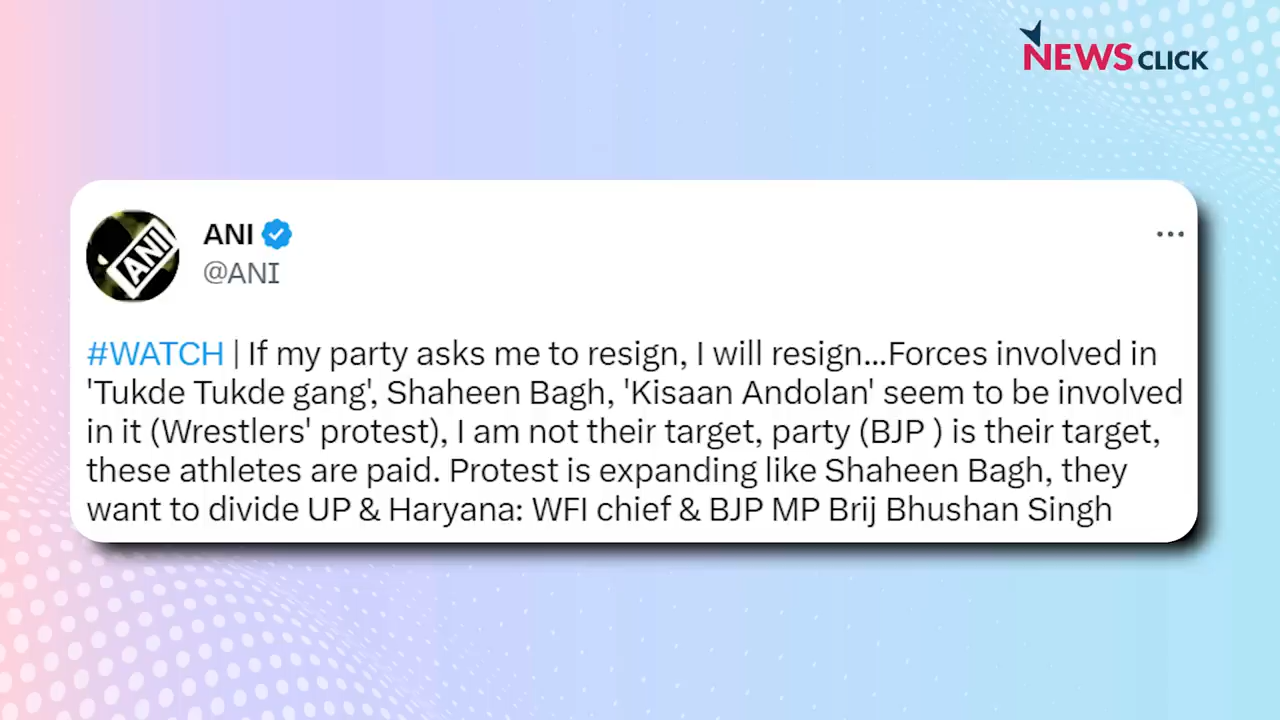 NEWS CLICK
ANI
ANI
@ANI
#WATCH | If my party asks me to resign, I will resign...Forces involved in
'Tukde Tukde gang', Shaheen Bagh, 'Kisaan Andolan' seem to be involved
in it (Wrestlers' protest), I am not their target, party (BJP ) is their target,
these athletes are paid. Protest is expanding like Shaheen Bagh, they
want to divide UP & Haryana: WFI chief & BJP MP Brij Bhushan Singh